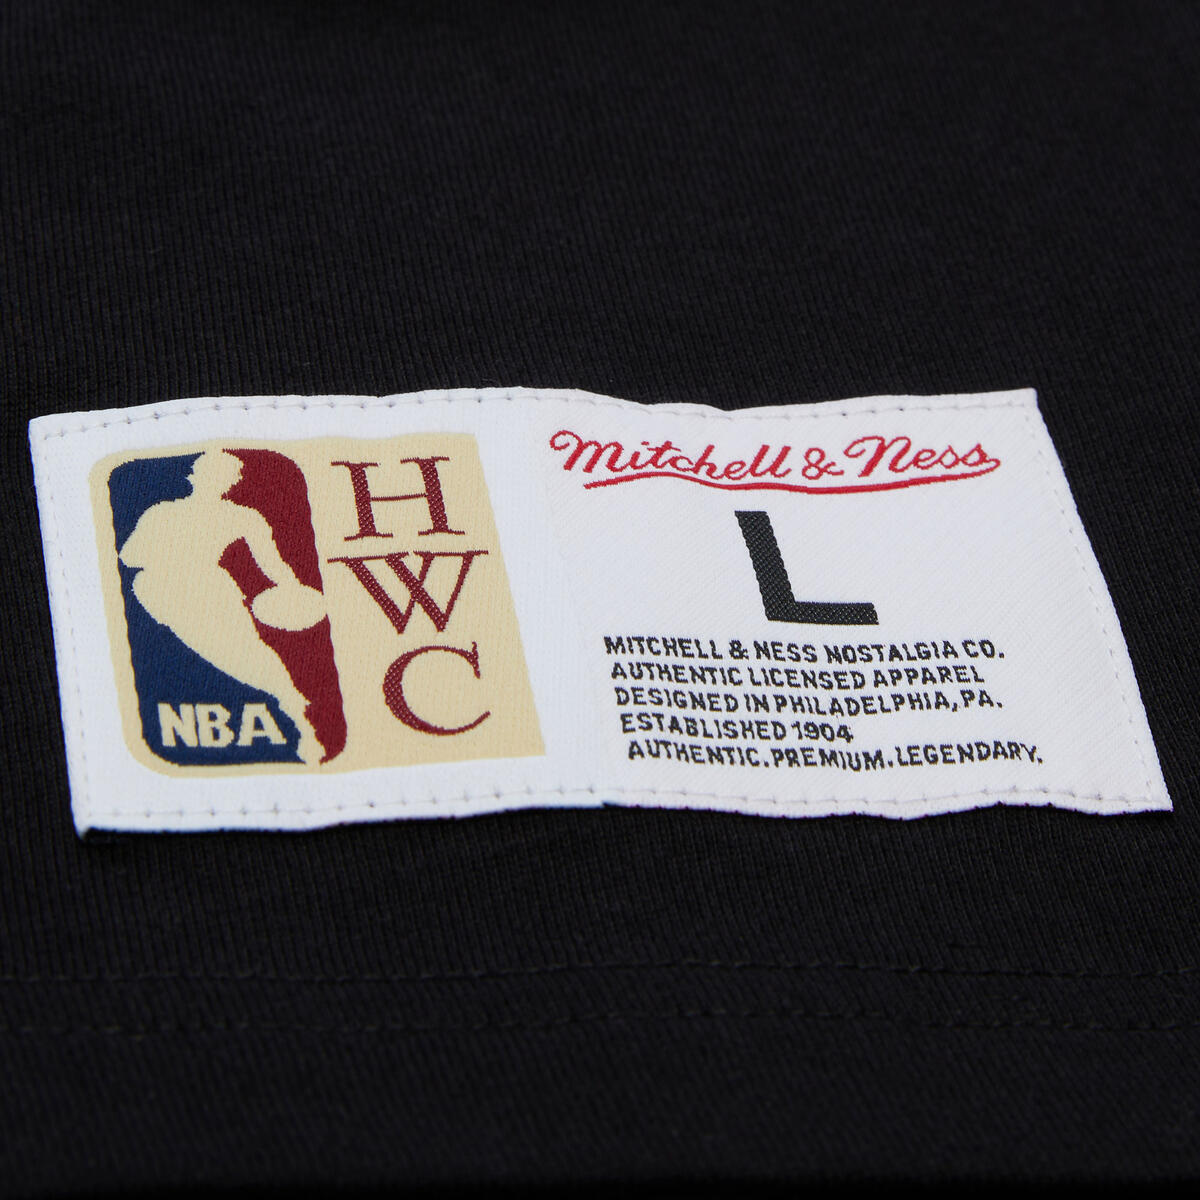 NBA
H
W
C
Mitchell & Ness
L
MITCHELL & NESS NOSTALGIA CO.
AUTHENTIC LICENSED APPAREL
DESIGNED IN PHILADELPHIA, PA.
ESTABLISHED 1904
AUTHENTIC. PREMIUM. LEGENDARY.